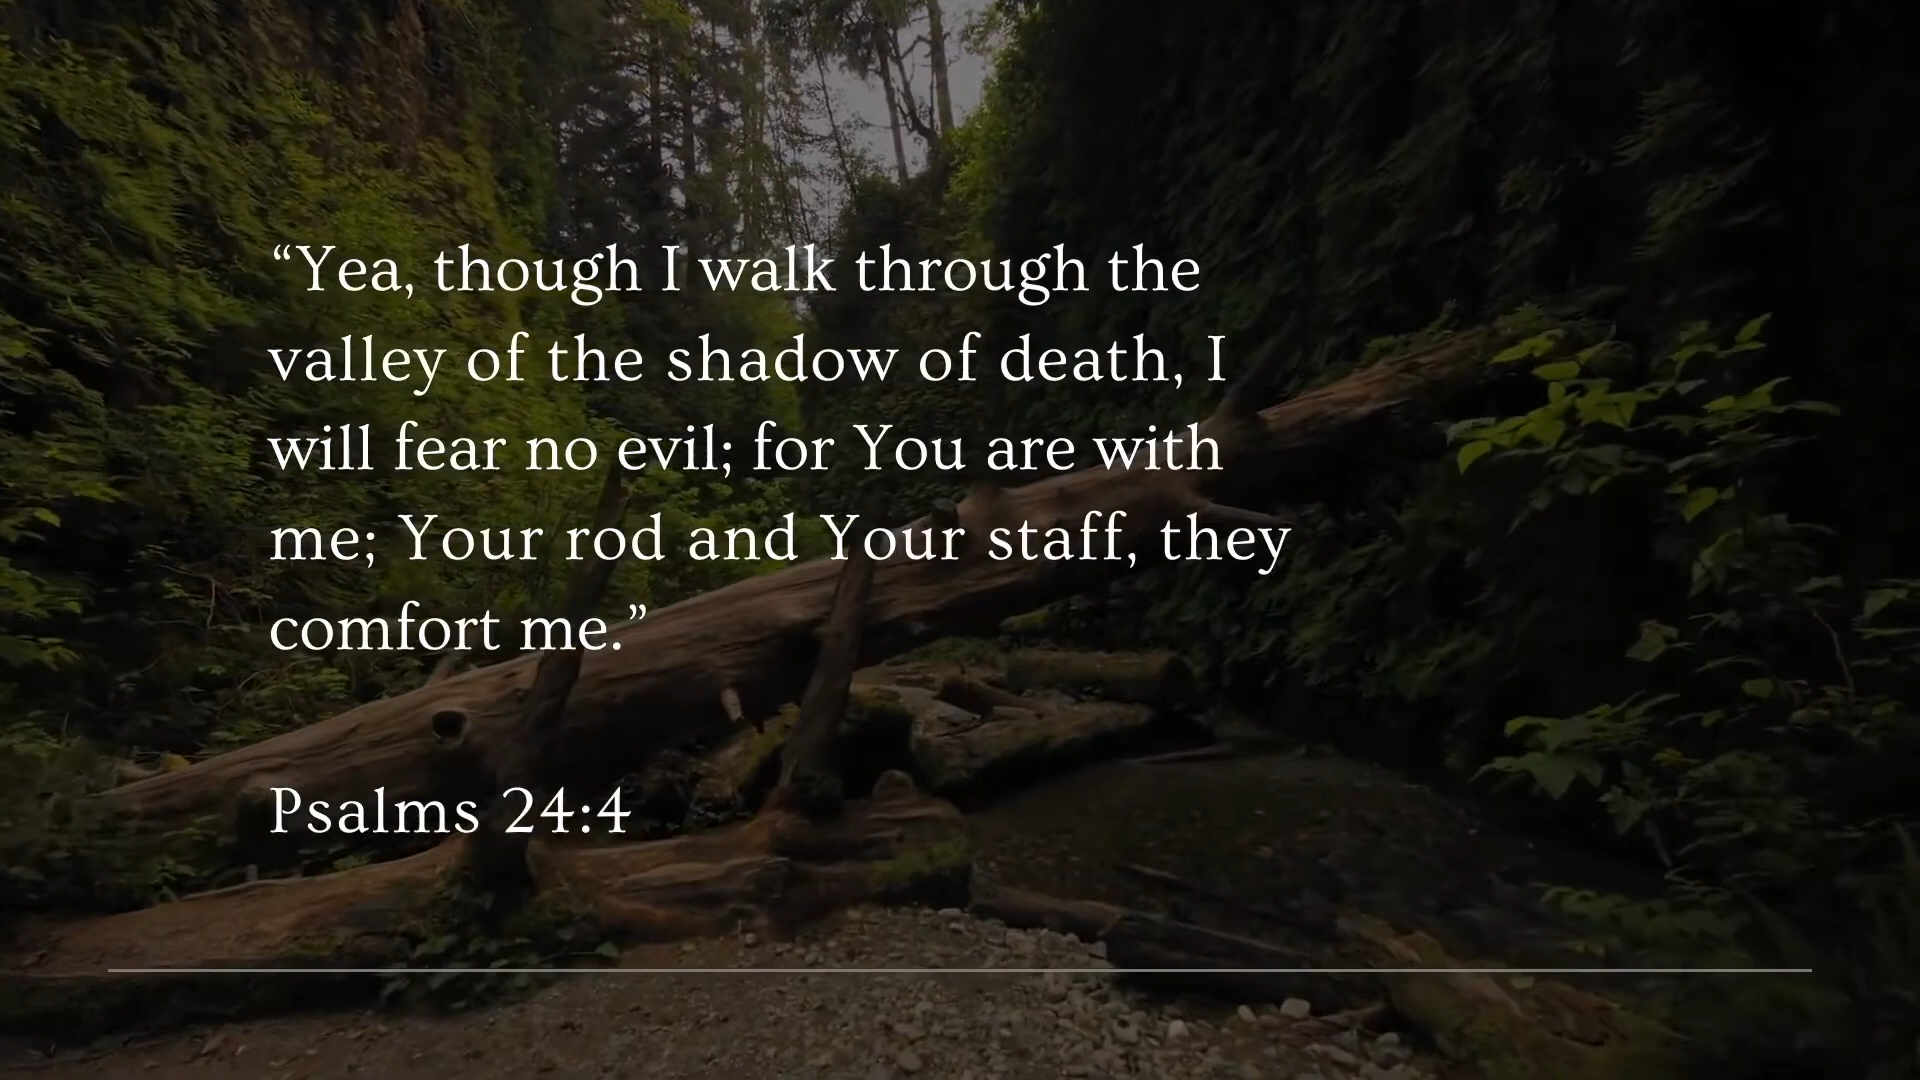 “Yea, though I walk through the
valley of the shadow of death, I
will fear no evil; for You are with
me; Your rod and Your staff, they
comfort me.”
Psalms 24:4